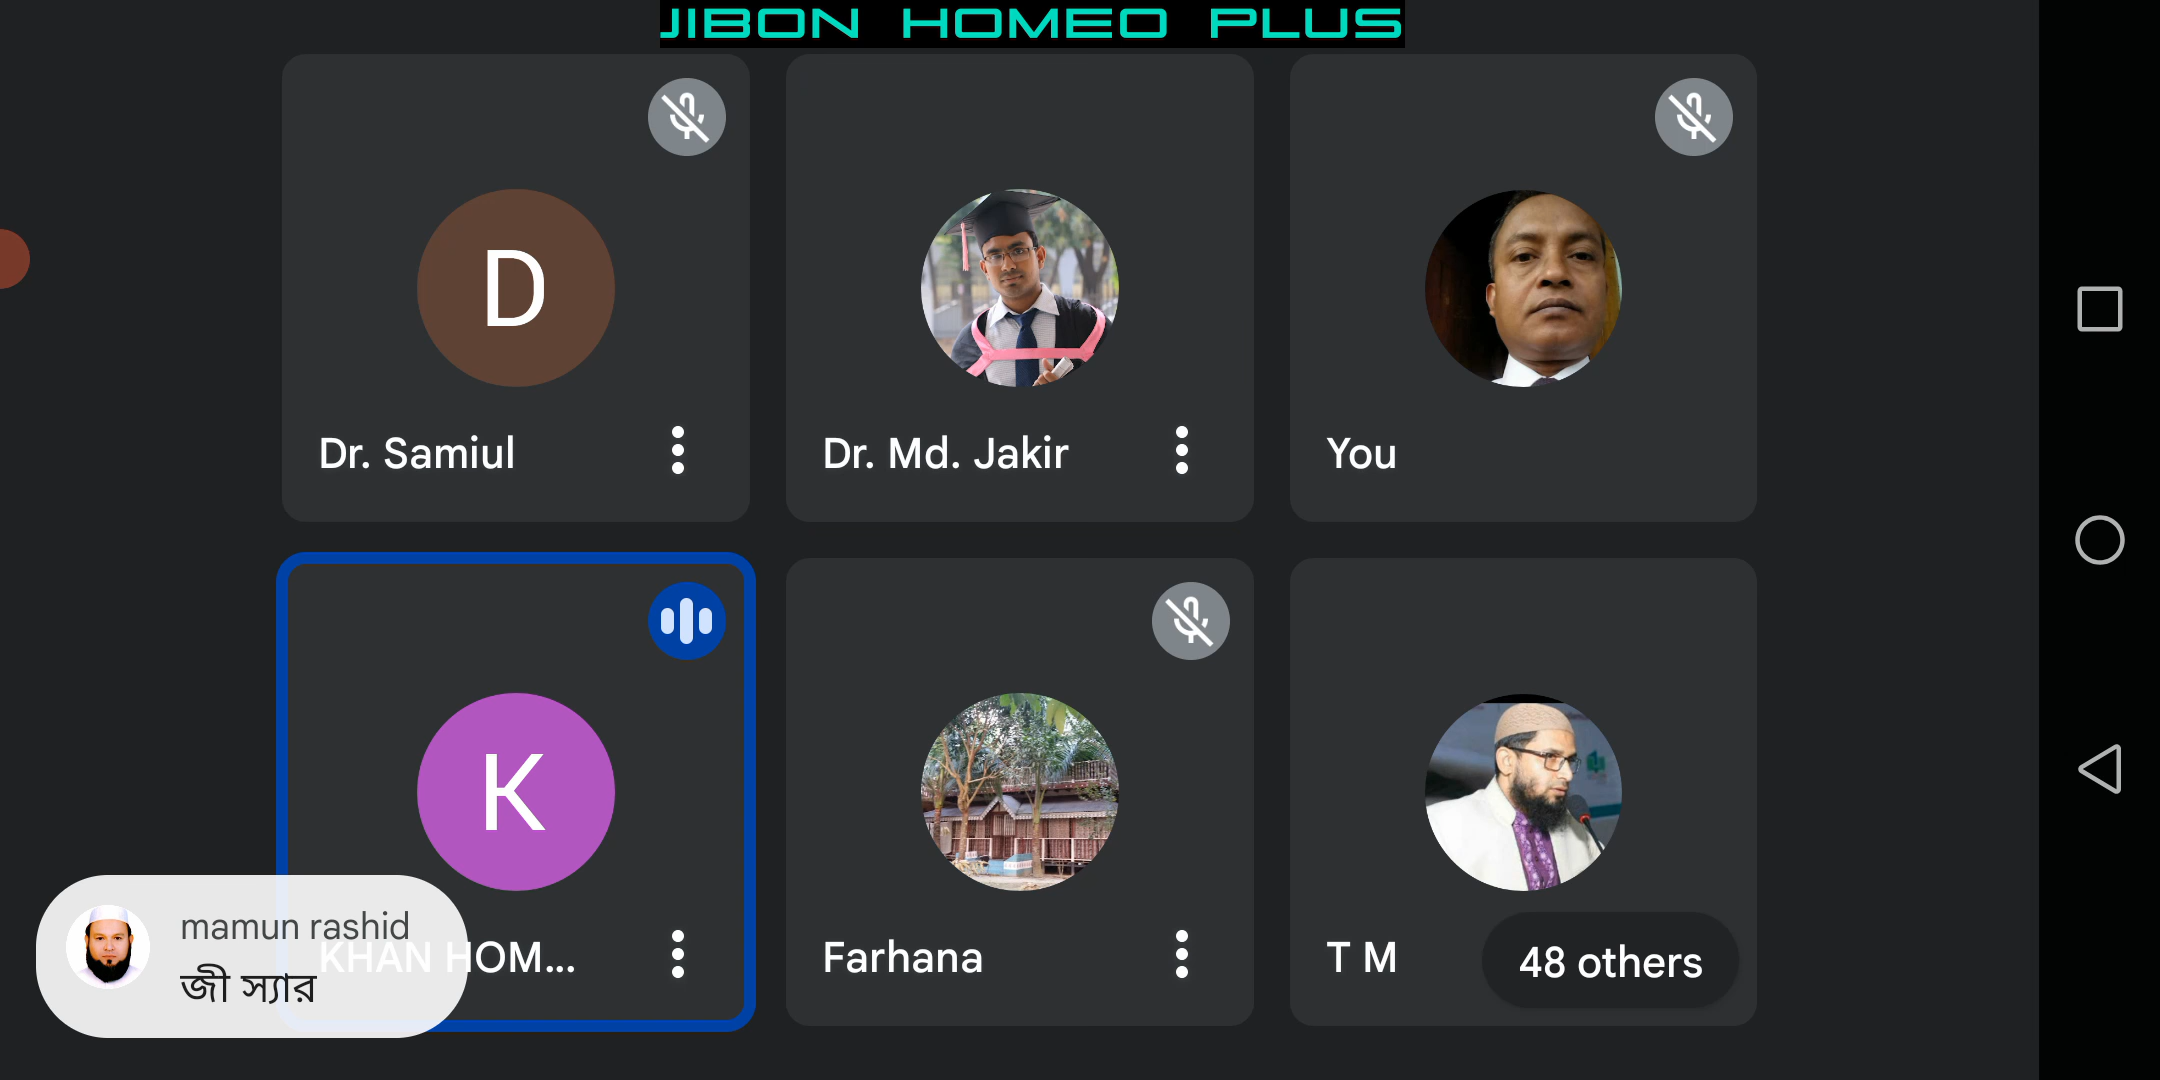 JIBON HOMEO PLUS
D
Dr. Samiul
Dr. Md. Jakir
You
K
KHAN HOM...
Farhana
T M
48 others
mamun rashid
জী স্যার